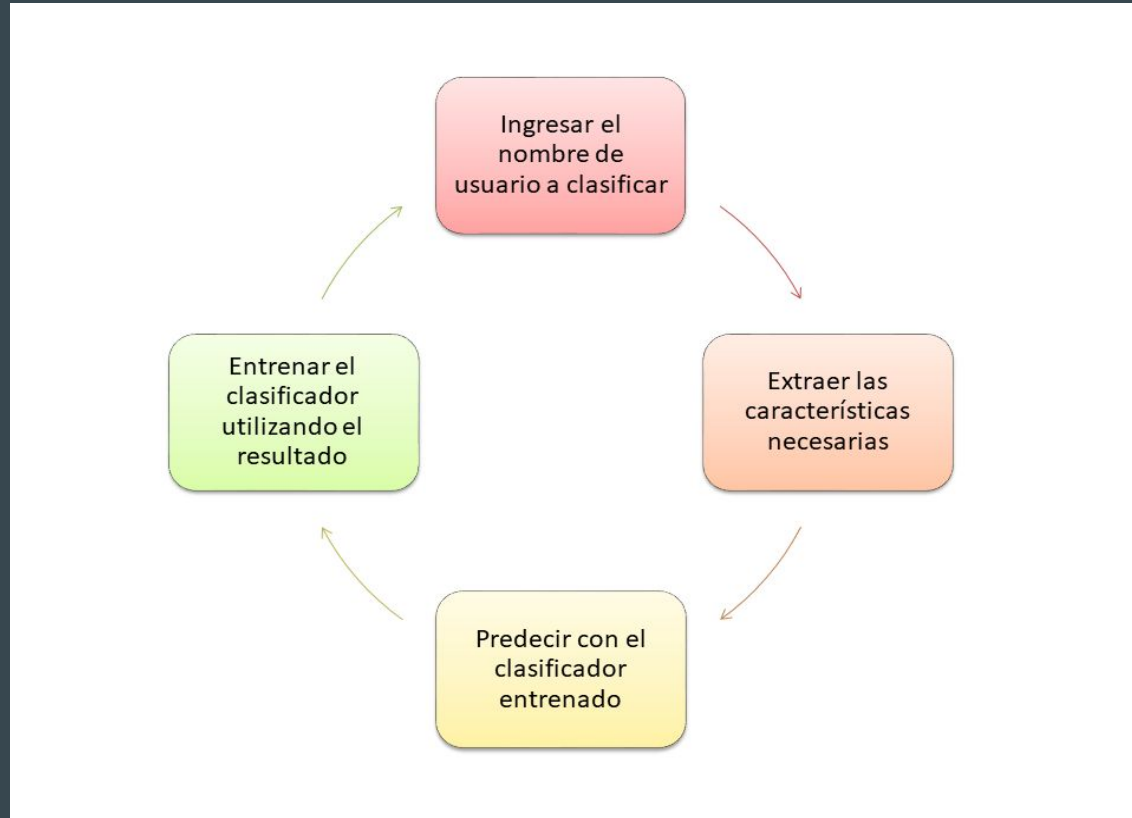 Ingresar el
nombre de
usuario a clasificar
Extraer las
características
necesarias
Predecir con el
clasificador
entrenado
Entrenar el
clasificador
utilizando el
resultado